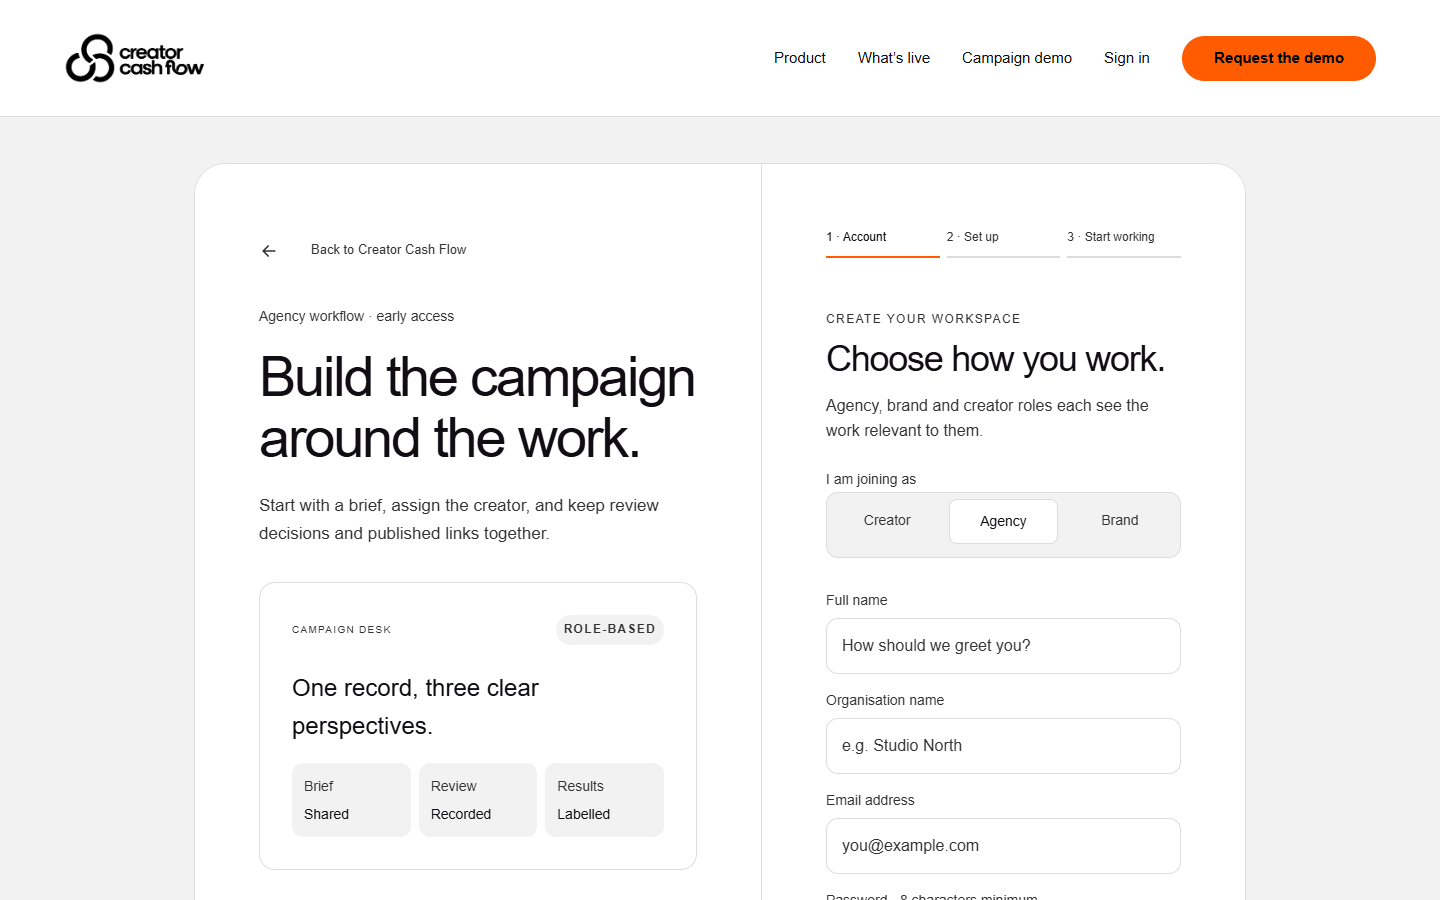 creator
cash flow
Product
What's live
Campaign demo
Sign in
Request the demo
← Back to Creator Cash Flow
Agency workflow · early access
Build the campaign
around the work.
Start with a brief, assign the creator, and keep review
decisions and published links together.
CAMPAIGN DESK
ROLE-BASED
One record, three clear
perspectives.
Brief
Shared
Review
Recorded
Results
Labelled
1 · Account
2 · Set up
3 · Start working
CREATE YOUR WORKSPACE
Choose how you work.
Agency, brand and creator roles each see the
work relevant to them.
I am joining as
Creator
Agency
Brand
Full name
How should we greet you?
Organisation name
e.g. Studio North
Email address
you@example.com
Password · 8 characters minimum